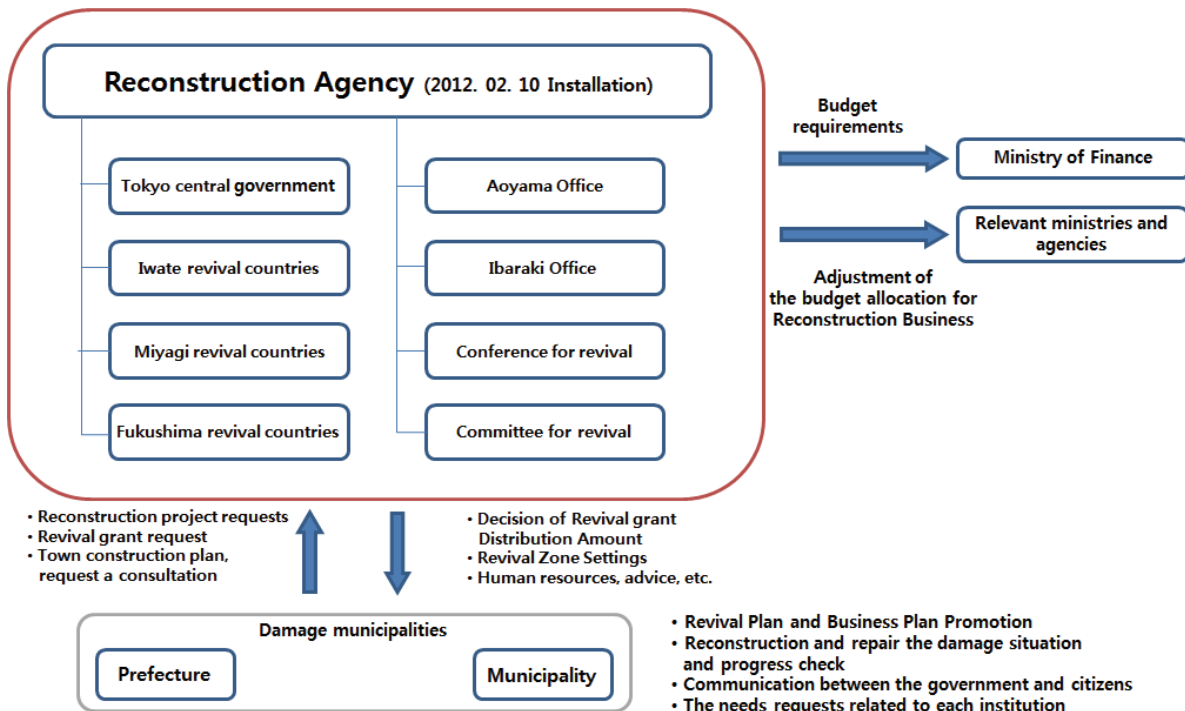 Reconstruction Agency (2012. 02. 10 Installation)
Tokyo central government
Iwate revival countries
Miyagi revival countries
Fukushima revival countries
Aoyama Office
Ibaraki Office
Conference for revival
Committee for revival
Budget
requirements
Ministry of Finance
Relevant ministries and
agencies
Adjustment of
the budget allocation for
Reconstruction Business
• Reconstruction project requests
• Revival grant request
• Town construction plan,
request a consultation
• Decision of Revival grant
Distribution Amount
• Revival Zone Settings
• Human resources, advice, etc.
Damage municipalities
Prefecture
Municipality
• Revival Plan and Business Plan Promotion
• Reconstruction and repair the damage situation
and progress check
• Communication between the government and citizens
• The needs requests related to each institution